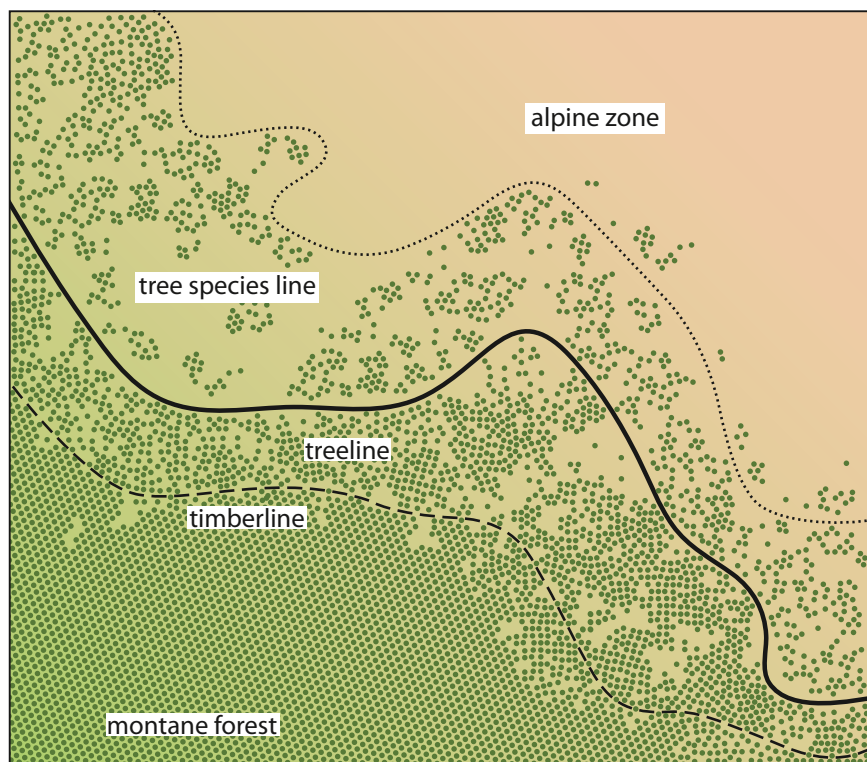 alpine zone
tree species line
treeline
timberline
montane forest